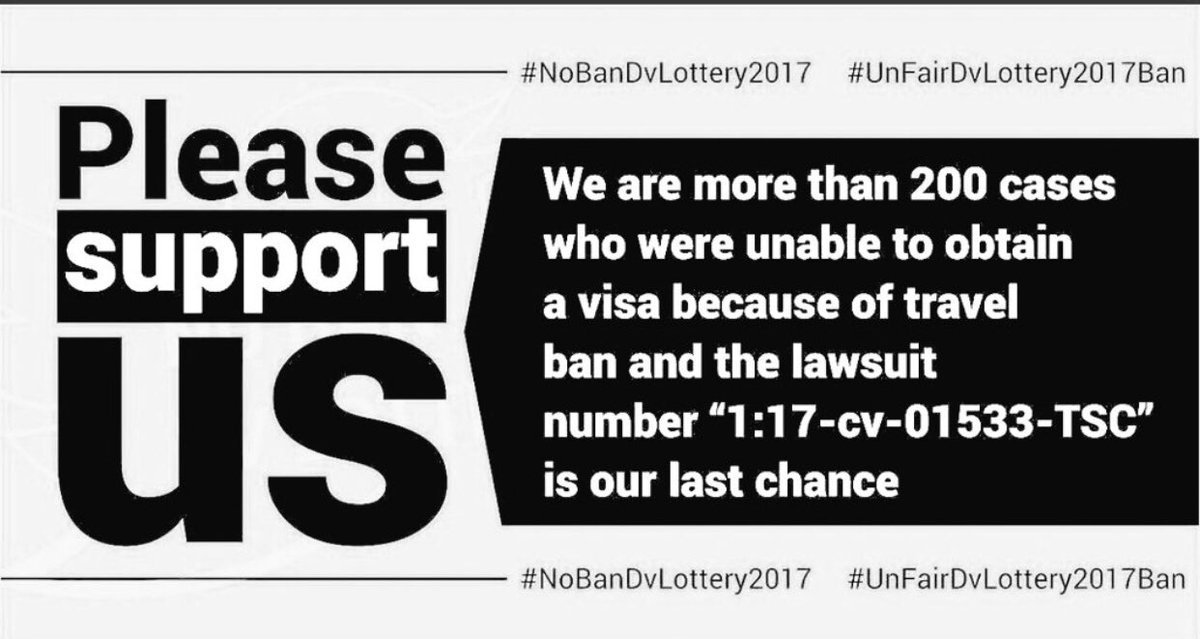 #NoBanDvLottery2017 #UnFairDvLottery2017Ban
Please
support
us
We are more than 200 cases
who were unable to obtain
a visa because of travel
ban and the lawsuit
number “1:17-cv-01533-TSC”
is our last chance
#NoBanDvLottery2017 #UnFairDvLottery2017Ban